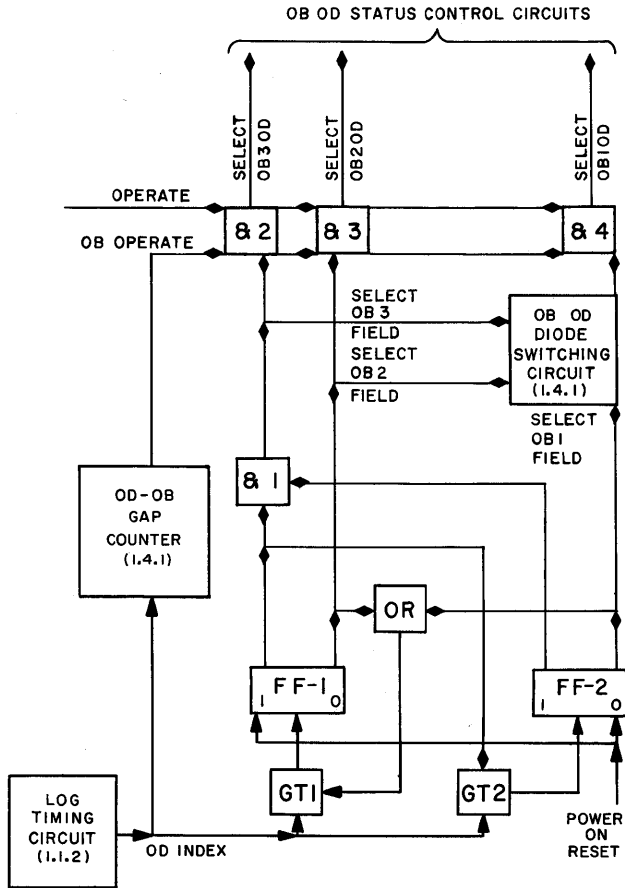 OB OD STATUS CONTROL CIRCUITS
SELECT
OB3OD
SELECT
OB2OD
SELECT
OB1OD
OPERATE
& 2
& 3
& 4
OB OPERATE
SELECT
OB 3
FIELD
SELECT
OB2
FIELD
OB OD
DIODE
SWITCHING
CIRCUIT
(1.4.1)
SELECT
OB1
FIELD
& 1
OD-OB
GAP
COUNTER
(1.4.1)
OR
FF-1
1 0
FF-2
1 0
GT1
GT2
LOG
TIMING
CIRCUIT
(1.1.2)
OD INDEX
POWER
ON
RESET